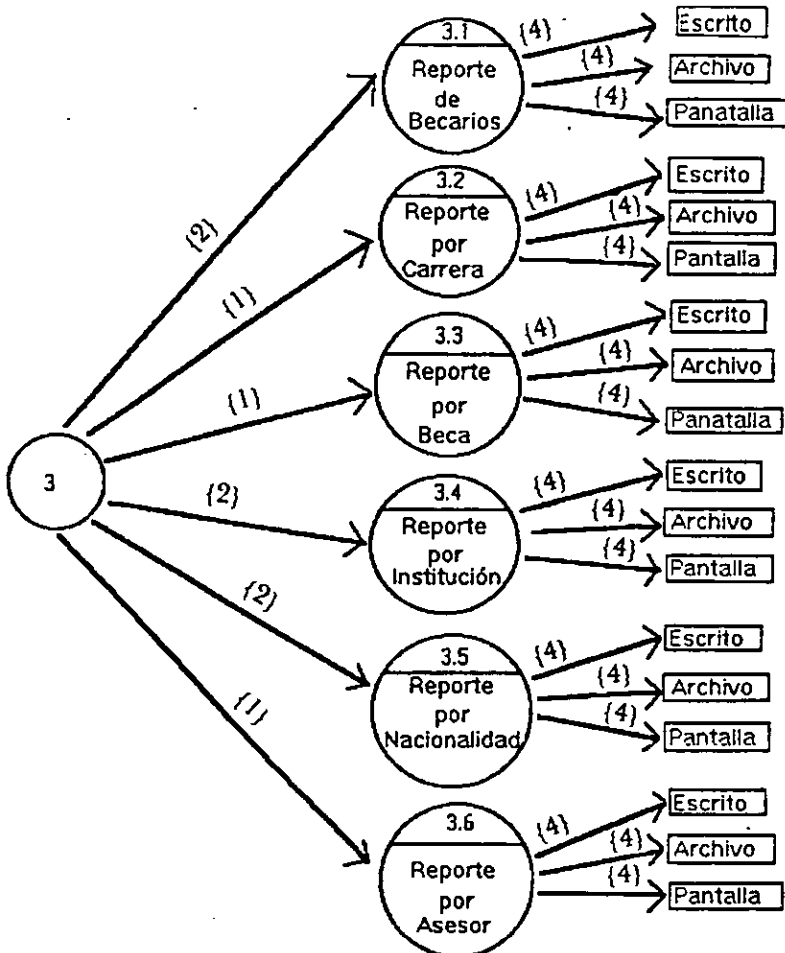 3
{2}
{1}
{1}
{2}
{2}
{1}
3.1
Reporte
de
Becarios
{4}
Escrito
{4}
Archivo
{4}
Panatalla
3.2
Reporte
por
Carrera
{4}
Escrito
{4}
Archivo
{4}
Pantalla
3.3
Reporte
por
Beca
{4}
Escrito
{4}
Archivo
{4}
Panatalla
3.4
Reporte
por
Institución
{4}
Escrito
{4}
Archivo
{4}
Pantalla
3.5
Reporte
por
Nacionalidad
{4}
Escrito
{4}
Archivo
{4}
Pantalla
3.6
Reporte
por
Asesor
{4}
Escrito
{4}
Archivo
{4}
Pantalla